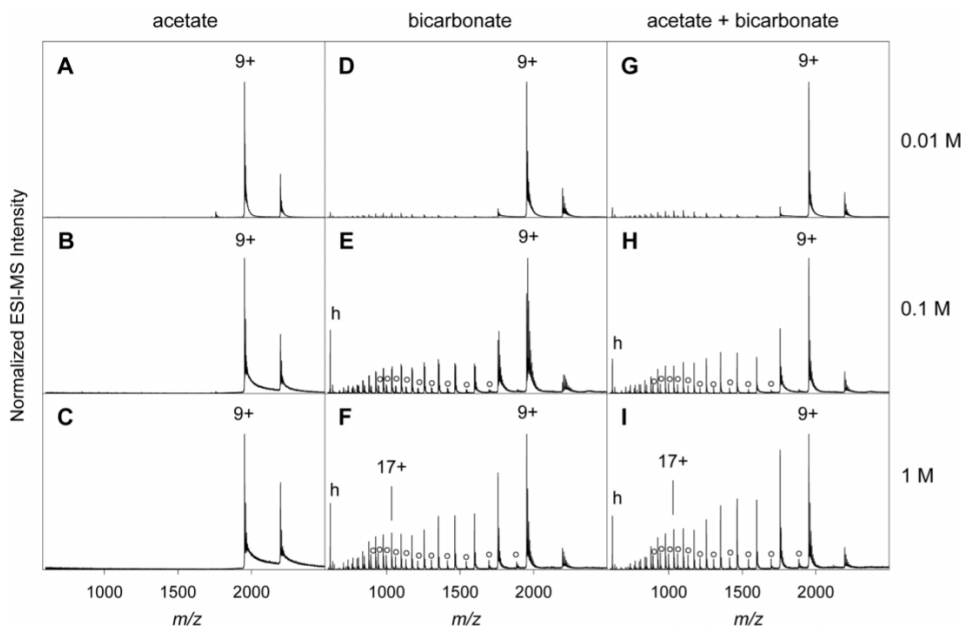 acetate bicarbonate acetate + bicarbonate
A 9+ D 9+ G 9+ 0.01 M
B 9+ E 9+ h H 9+ h 0.1 M
C 9+ F 9+ 17+ h I 9+ 17+ h 1 M
Normalized ESI-MS Intensity
1000 2000 1000 1500 2000 1000 1500 2000
m/z m/z m/z